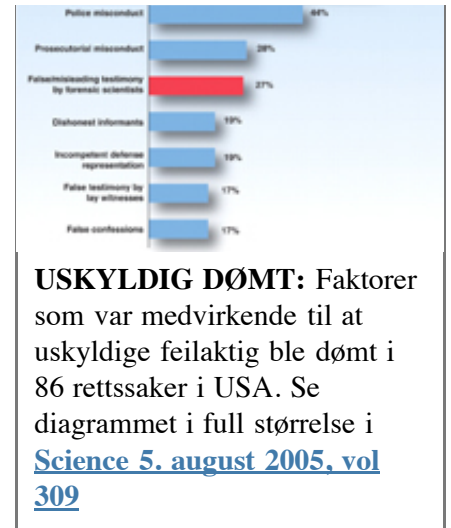 Police misconduct 44%
Prosecutorial misconduct 28%
False/misleading testimony
by forensic scientists 27%
Dishonest informants 19%
Incompetent defense
representation 19%
False testimony by
lay witnesses 17%
False confessions 17%
USKYLDIG DØMT: Faktorer
som var medvirkende til at
uskyldige feilaktig ble dømt i
86 rettssaker i USA. Se
diagrammet i full størrelse i
Science 5. august 2005, vol
309